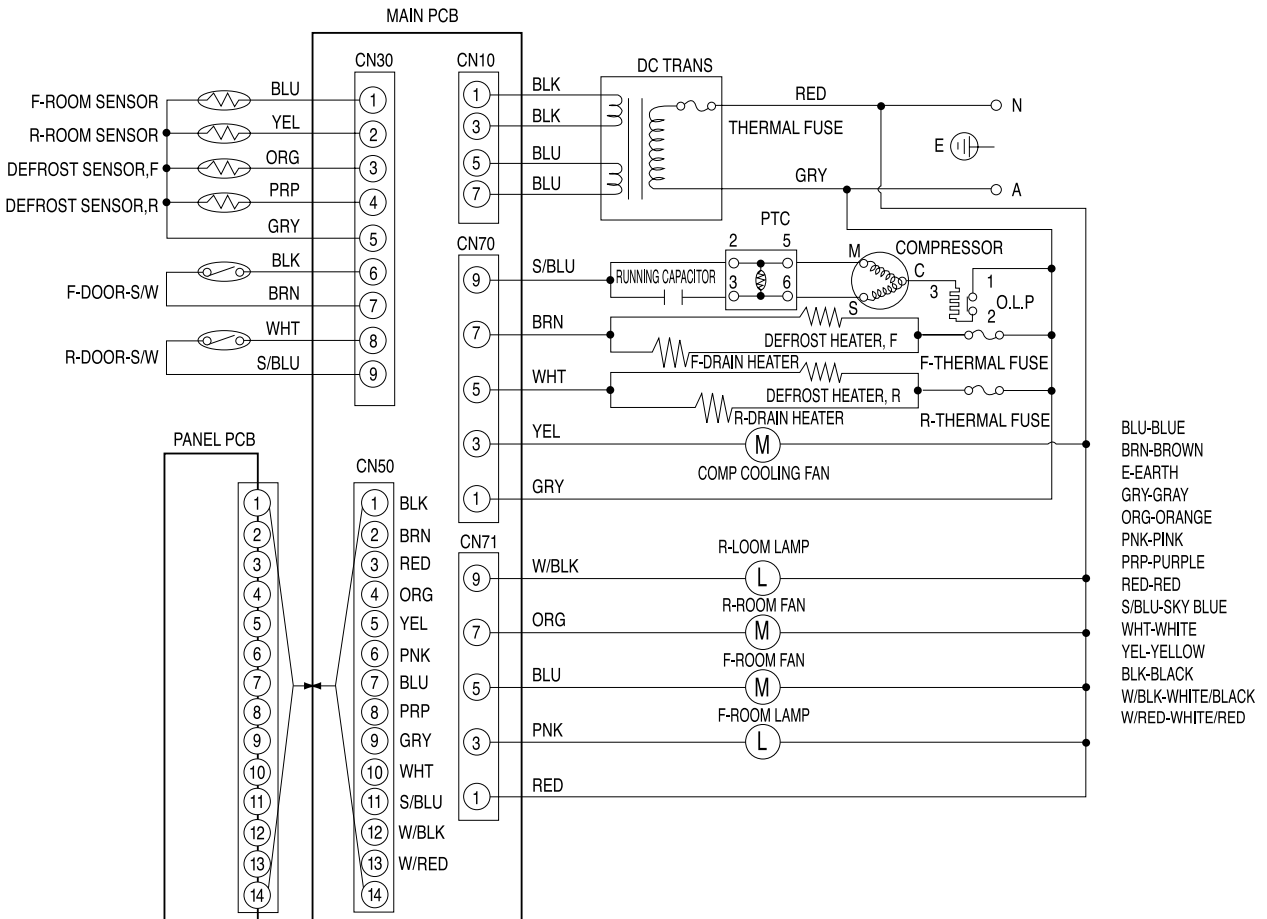 MAIN PCB
CN30
F-ROOM SENSOR
BLU
1
R-ROOM SENSOR
YEL
2
DEFROST SENSOR,F
ORG
3
DEFROST SENSOR,R
PRP
4
GRY
5
F-DOOR-S/W
BLK
6
BRN
7
R-DOOR-S/W
WHT
8
S/BLU
9
CN10
1
BLK
3
BLK
5
BLU
7
BLU
DC TRANS
THERMAL FUSE
RED
N
E
GRY
A
CN70
9
S/BLU
RUNNING CAPACITOR
PTC
2
5
3
6
M
COMPRESSOR
C
S
3
1
O.L.P
2
7
BRN
DEFROST HEATER, F
F-DRAIN HEATER
F-THERMAL FUSE
5
WHT
DEFROST HEATER, R
R-DRAIN HEATER
R-THERMAL FUSE
3
YEL
M
COMP COOLING FAN
1
GRY
CN71
R-LOOM LAMP
9
W/BLK
L
R-ROOM FAN
7
ORG
M
F-ROOM FAN
5
BLU
M
F-ROOM LAMP
3
PNK
L
1
RED
PANEL PCB
1
2
3
4
5
6
7
8
9
10
11
12
13
14
CN50
1 BLK
2 BRN
3 RED
4 ORG
5 YEL
6 PNK
7 BLU
8 PRP
9 GRY
10 WHT
11 S/BLU
12 W/BLK
13 W/RED
14
BLU-BLUE
BRN-BROWN
E-EARTH
GRY-GRAY
ORG-ORANGE
PNK-PINK
PRP-PURPLE
RED-RED
S/BLU-SKY BLUE
WHT-WHITE
YEL-YELLOW
BLK-BLACK
W/BLK-WHITE/BLACK
W/RED-WHITE/RED